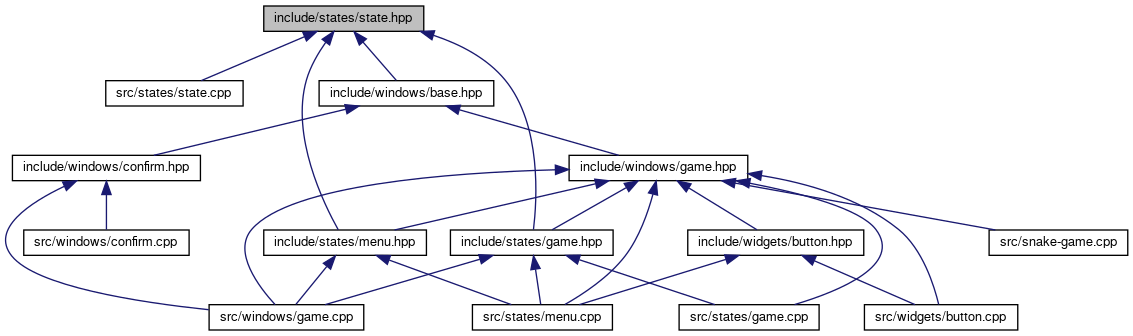 include/states/state.hpp
src/states/state.cpp
include/windows/base.hpp
include/windows/confirm.hpp
include/windows/game.hpp
src/windows/confirm.cpp
include/states/menu.hpp
include/states/game.hpp
include/widgets/button.hpp
src/snake-game.cpp
src/windows/game.cpp
src/states/menu.cpp
src/states/game.cpp
src/widgets/button.cpp